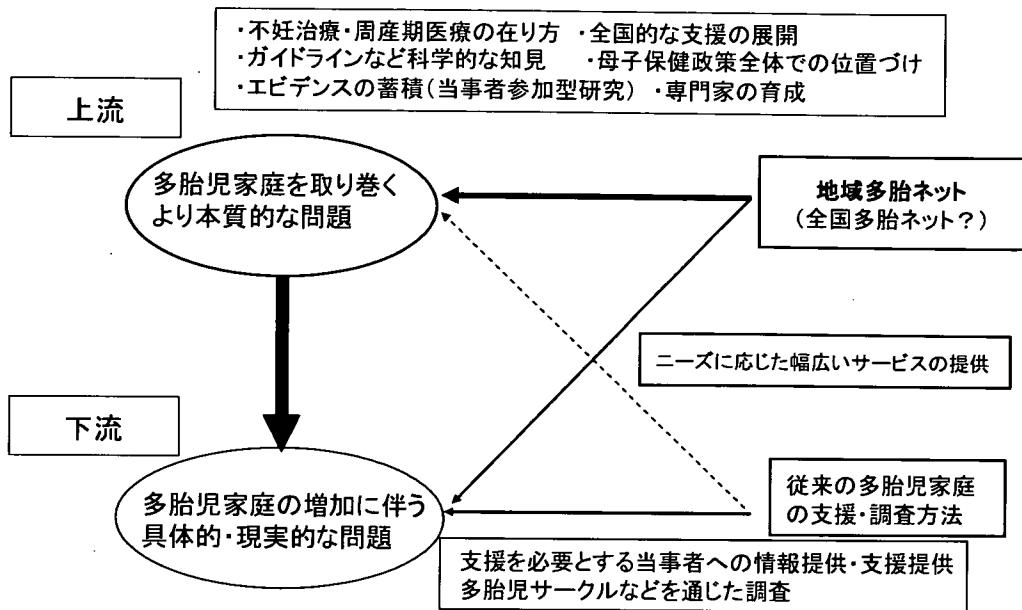 ・不妊治療・周産期医療の在り方 ・全国的な支援の展開
・ガイドラインなど科学的な知見 ・母子保健政策全体での位置づけ
・エビデンスの蓄積(当事者参加型研究) ・専門家の育成
上流
多胎児家庭を取り巻く
より本質的な問題
地域多胎ネット
(全国多胎ネット?)
ニーズに応じた幅広いサービスの提供
下流
多胎児家庭の増加に伴う
具体的・現実的な問題
従来の多胎児家庭
の支援・調査方法
支援を必要とする当事者への情報提供・支援提供
多胎児サークルなどを通じた調査